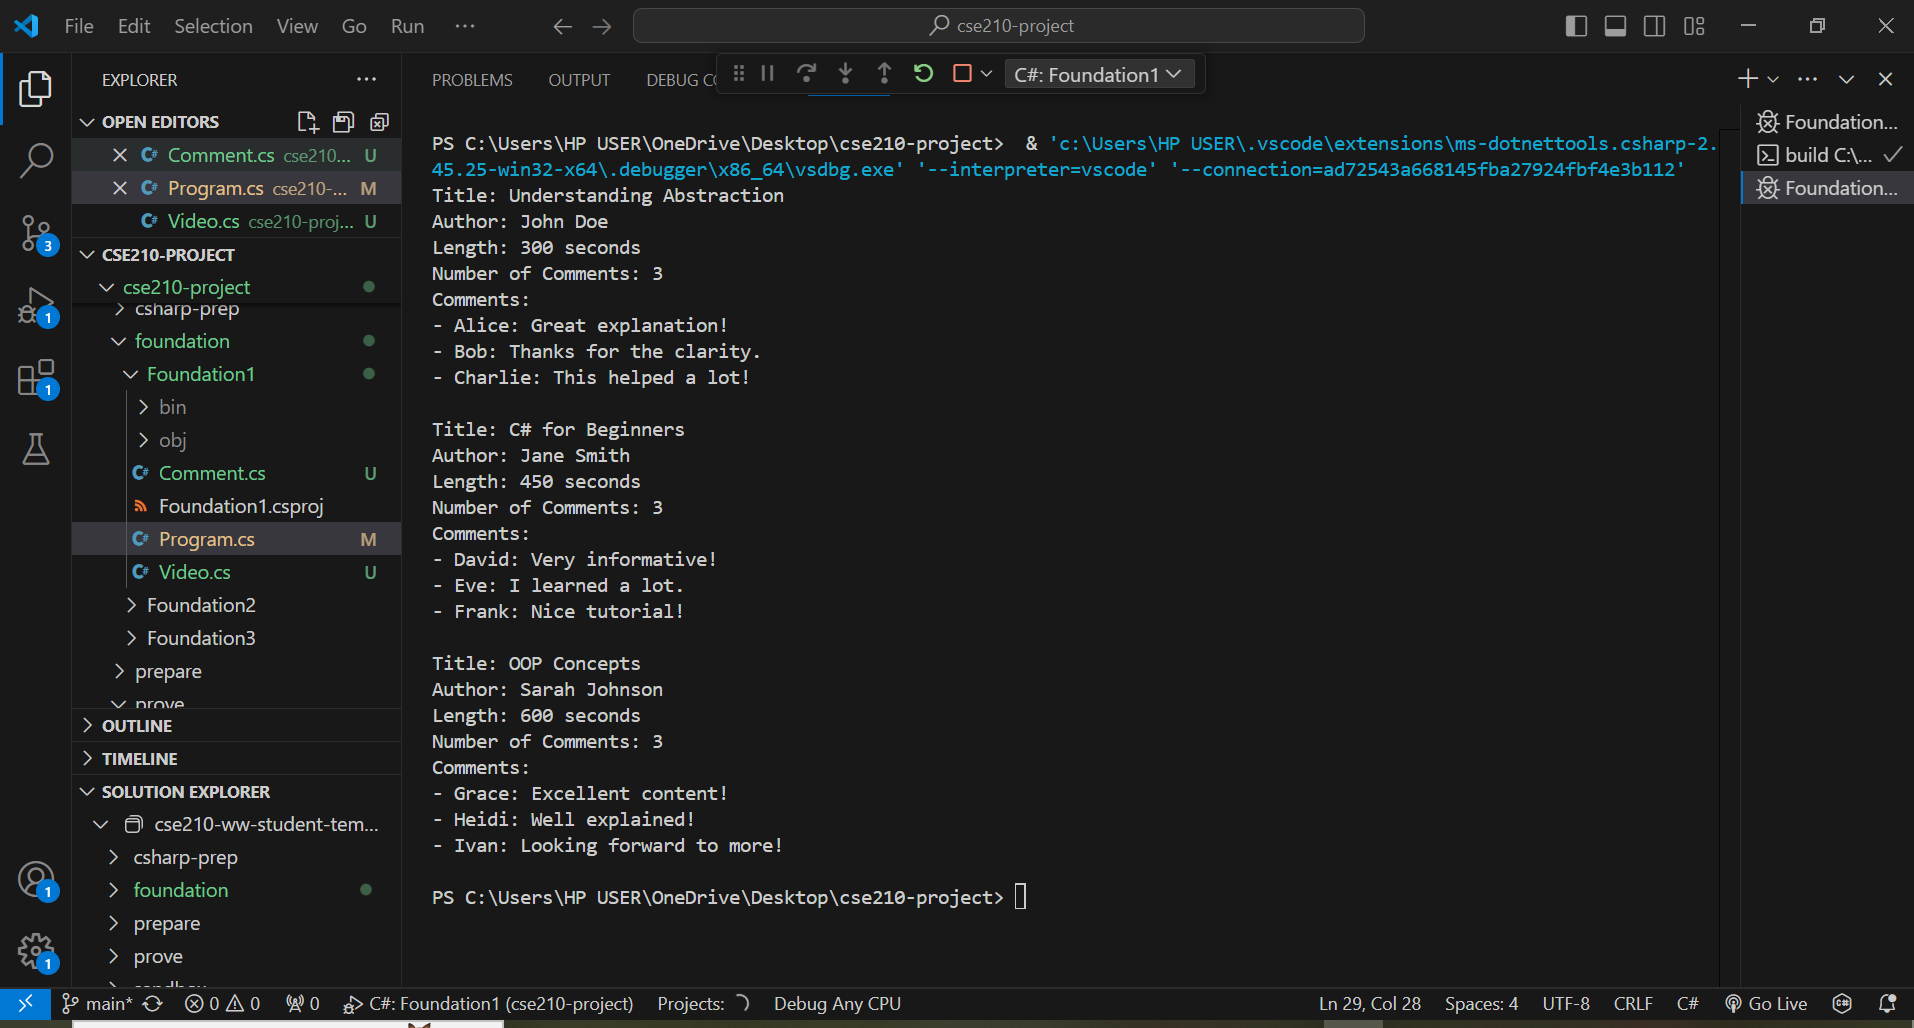 File Edit Selection View Go Run ··· cse210-project
EXPLORER ···
OPEN EDITORS
Comment.cs cse210... U
Program.cs cse210-... M
Video.cs cse210-proj... U
CSE210-PROJECT
cse210-project
csharp-prep
foundation
Foundation1
bin
obj
Comment.cs U
Foundation1.csproj
Program.cs M
Video.cs U
Foundation2
Foundation3
prepare
prove
OUTLINE
TIMELINE
SOLUTION EXPLORER
cse210-ww-student-tem...
csharp-prep
foundation
prepare
prove
sandbox
3
1
1
1
1
PROBLEMS OUTPUT DEBUG CO
C#: Foundation1
PS C:\Users\HP USER\OneDrive\Desktop\cse210-project> & 'c:\Users\HP USER\.vscode\extensions\ms-dotnettools.csharp-2.
45.25-win32-x64\.debugger\x86_64\vsdbg.exe' '--interpreter=vscode' '--connection=ad72543a668145fba27924fbf4e3b112'
Title: Understanding Abstraction
Author: John Doe
Length: 300 seconds
Number of Comments: 3
Comments:
- Alice: Great explanation!
- Bob: Thanks for the clarity.
- Charlie: This helped a lot!
Title: C# for Beginners
Author: Jane Smith
Length: 450 seconds
Number of Comments: 3
Comments:
- David: Very informative!
- Eve: I learned a lot.
- Frank: Nice tutorial!
Title: OOP Concepts
Author: Sarah Johnson
Length: 600 seconds
Number of Comments: 3
Comments:
- Grace: Excellent content!
- Heidi: Well explained!
- Ivan: Looking forward to more!
PS C:\Users\HP USER\OneDrive\Desktop\cse210-project>
Foundation...
build C:\...
Foundation...
main* 0 0 0 C#: Foundation1 (cse210-project) Projects: Debug Any CPU Ln 29, Col 28 Spaces: 4 UTF-8 CRLF C# Go Live